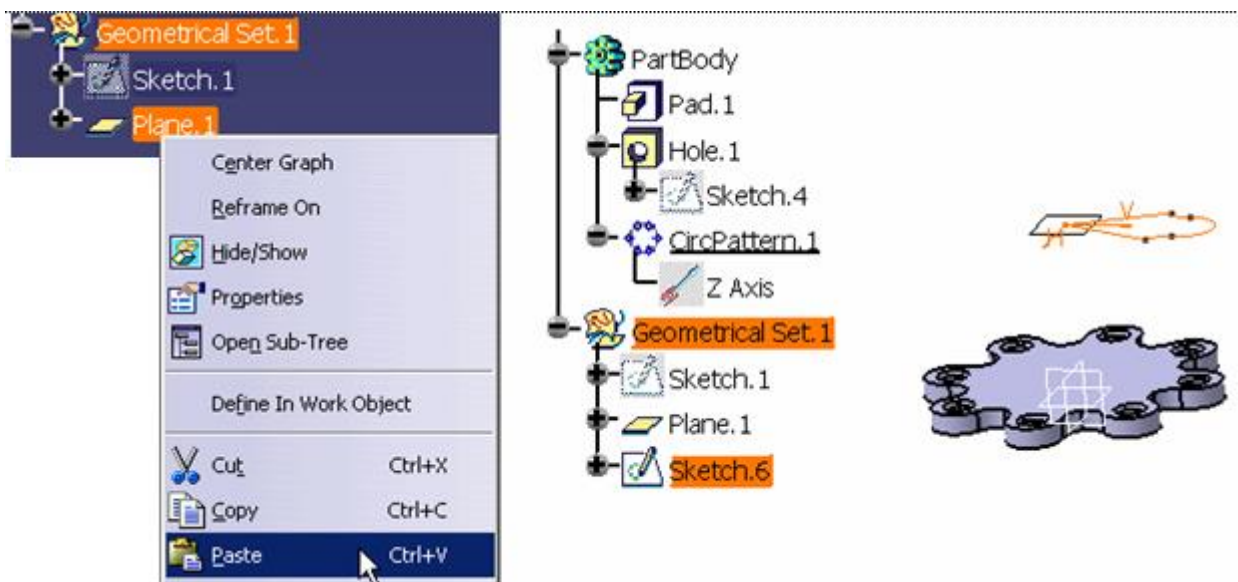 Geometrical Set.1
Sketch.1
Plane.1
Center Graph
Reframe On
Hide/Show
Properties
Open Sub-Tree
Define In Work Object
Cut Ctrl+X
Copy Ctrl+C
Paste Ctrl+V
PartBody
Pad.1
Hole.1
Sketch.4
CircPattern.1
Z Axis
Geometrical Set.1
Sketch.1
Plane.1
Sketch.6
V
H